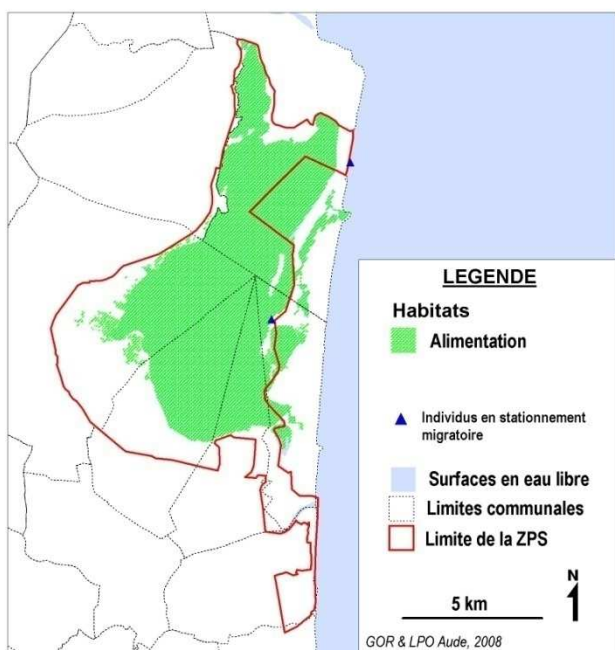 LEGENDE
Habitats
Alimentation
Individus en stationnement
migratoire
Surfaces en eau libre
Limites communales
Limite de la ZPS
N
5 km
GOR & LPO Aude, 2008